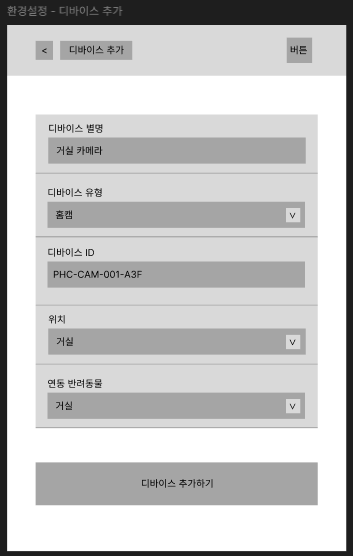 환경설정 - 디바이스 추가
< 디바이스 추가 버튼
디바이스 별명
거실 카메라
디바이스 유형
홈캠 V
디바이스 ID
PHC-CAM-001-A3F
위치
거실 V
연동 반려동물
거실 V
디바이스 추가하기